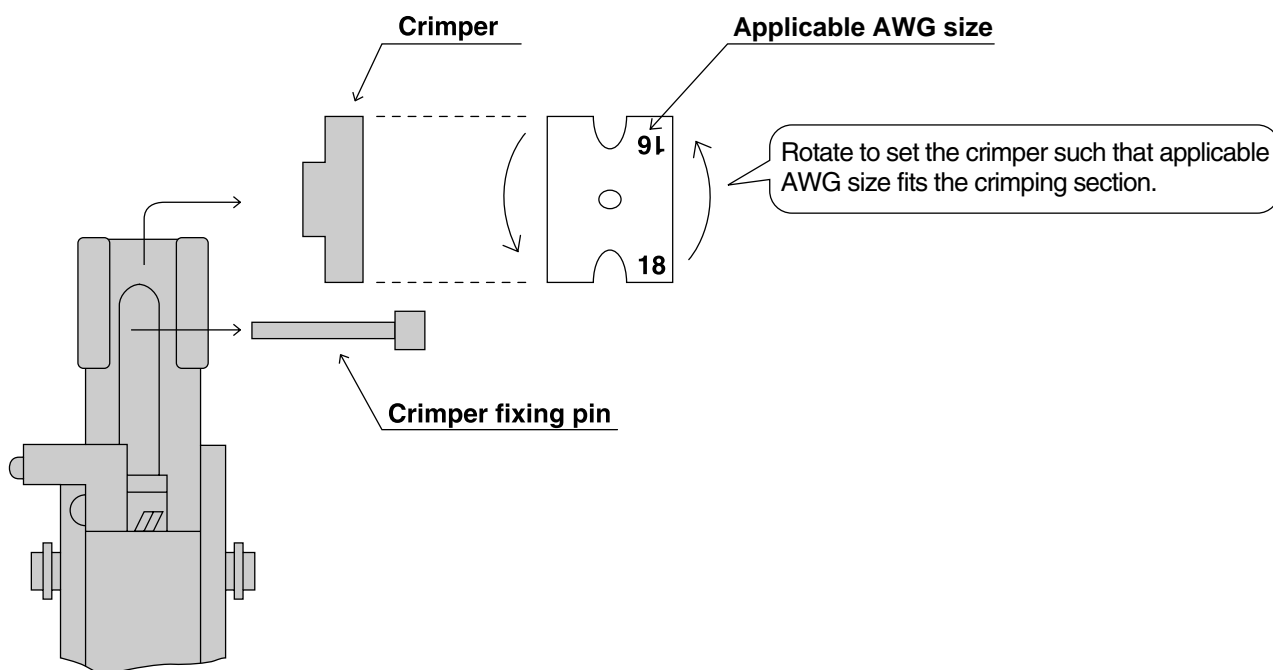 Crimper
Applicable AWG size
16
Rotate to set the crimper such that applicable
AWG size fits the crimping section.
18
Crimper fixing pin